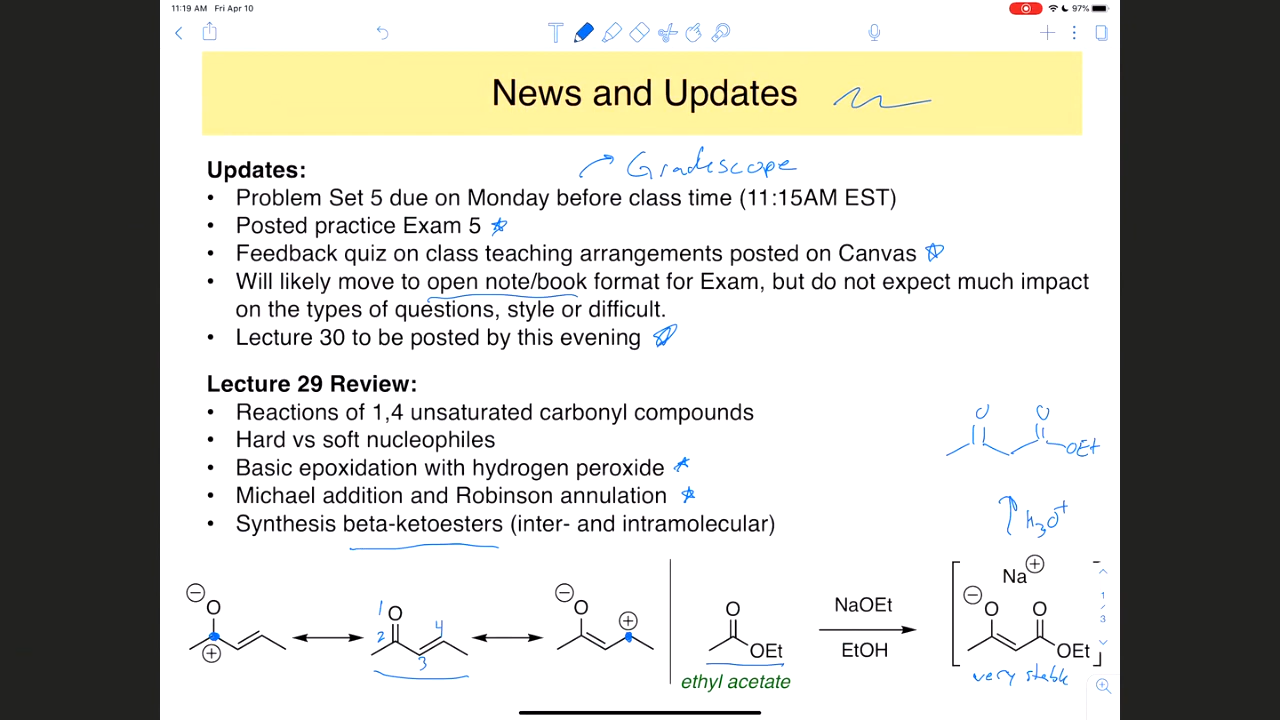 11:19 AM Fri Apr 10
97%
News and Updates
Gradescope
Updates:
• Problem Set 5 due on Monday before class time (11:15AM EST)
• Posted practice Exam 5
• Feedback quiz on class teaching arrangements posted on Canvas
• Will likely move to open note/book format for Exam, but do not expect much impact
on the types of questions, style or difficult.
• Lecture 30 to be posted by this evening
Lecture 29 Review:
• Reactions of 1,4 unsaturated carbonyl compounds
• Hard vs soft nucleophiles
• Basic epoxidation with hydrogen peroxide
• Michael addition and Robinson annulation
• Synthesis beta-ketoesters (inter- and intramolecular)
O O
OEt
H3O+
O
1 O
2 3 4
O
O
OEt
ethyl acetate
NaOEt
EtOH
Na
O O
OEt
very stable
1
/
3